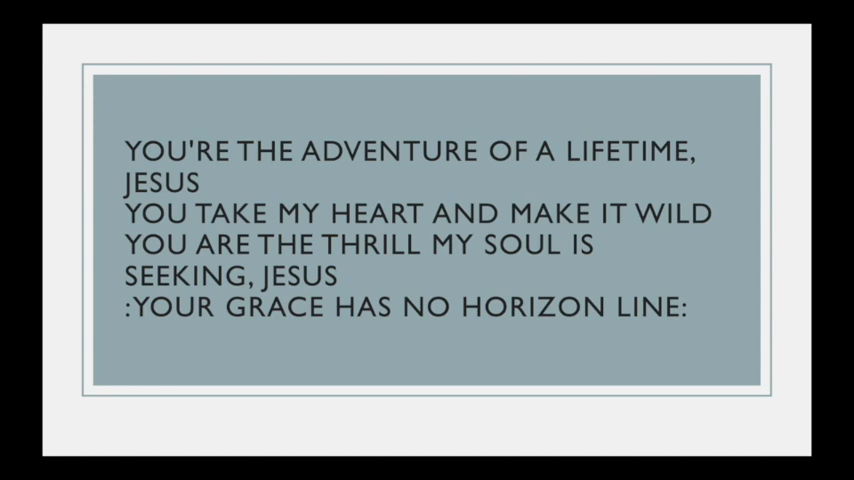 YOU'RE THE ADVENTURE OF A LIFETIME,
JESUS
YOU TAKE MY HEART AND MAKE IT WILD
YOU ARE THE THRILL MY SOUL IS
SEEKING, JESUS
:YOUR GRACE HAS NO HORIZON LINE: